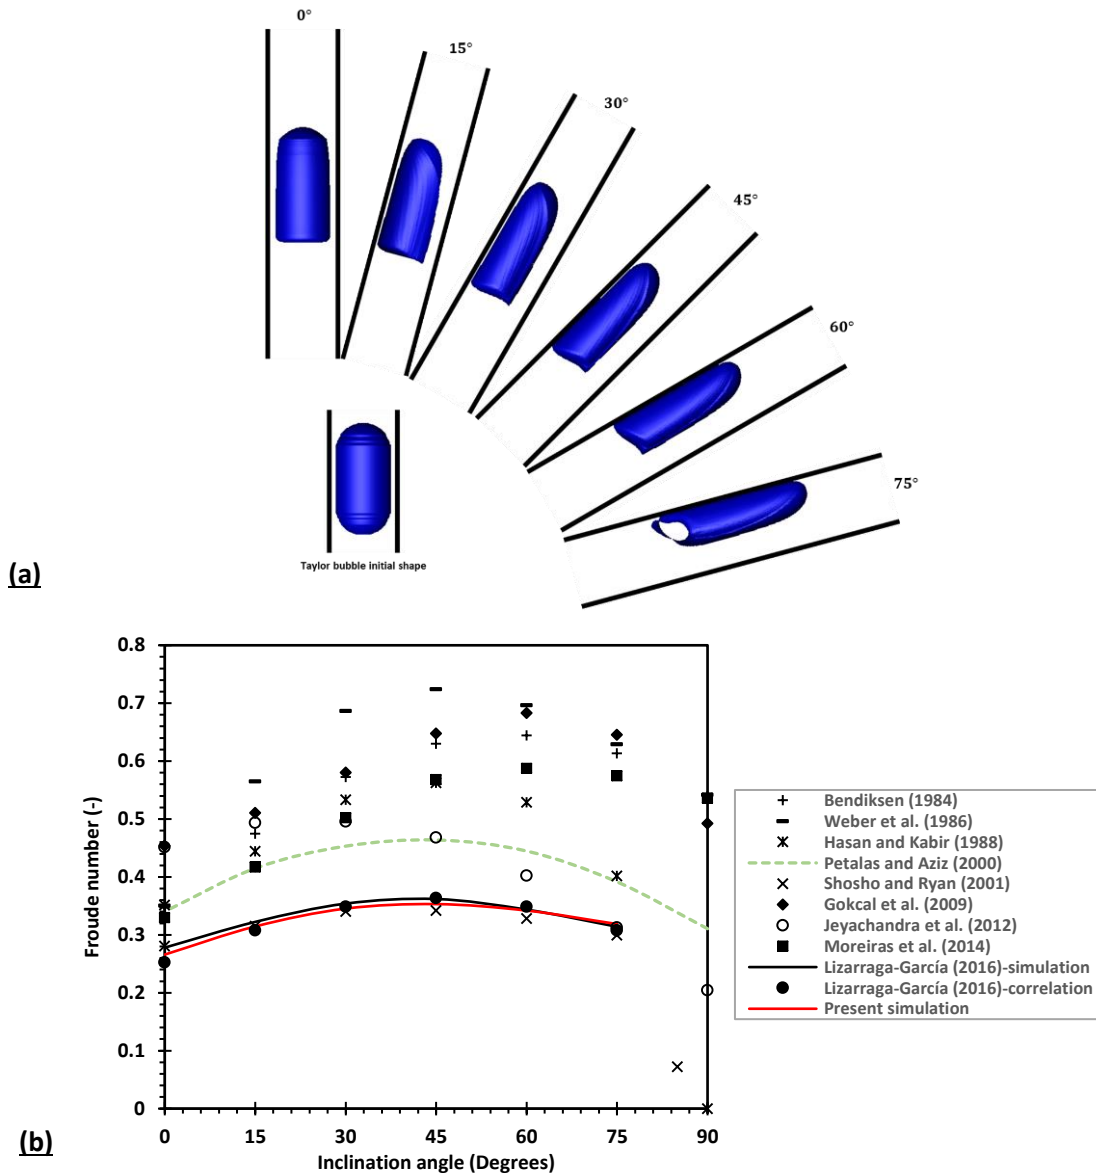 0°
15°
30°
45°
60°
75°
Taylor bubble initial shape
(a)
0.8
0.7
0.6
0.5
0.4
0.3
0.2
0.1
0
Froude number (-)
0 15 30 45 60 75 90
Inclination angle (Degrees)
Bendiksen (1984)
Weber et al. (1986)
Hasan and Kabir (1988)
Petalas and Aziz (2000)
Shosho and Ryan (2001)
Gokcal et al. (2009)
Jeyachandra et al. (2012)
Moreiras et al. (2014)
Lizarraga-García (2016)-simulation
Lizarraga-García (2016)-correlation
Present simulation
(b)